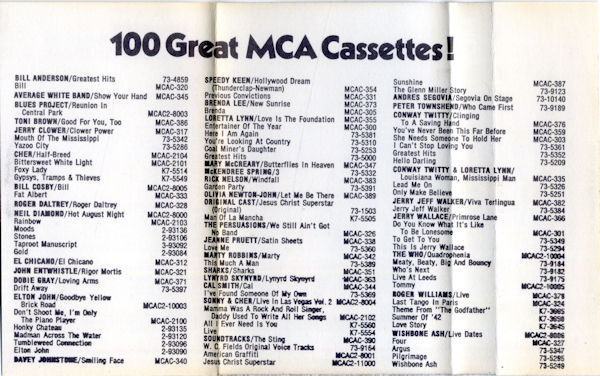 100 Great MCA Cassettes!
BILL ANDERSON/Greatest Hits 73-4859
Bill MCAC-320
AVERAGE WHITE BAND/Show Your Hand MCAC-345
BLUES PROJECT/Reunion In
Central Park MCAC2-8003
TONI BROWN/Good For You, Too MCAC-386
JERRY CLOWER/Clower Power MCAC-317
Mouth Of The Mississippi 73-5342
Yazoo City 73-5286
CHER/Half-Breed MCAC-2104
Bittersweet White Light MCAC-2101
Foxy Lady K7-5514
Gypsys, Tramps & Thieves K7-5549
BILL COSBY/Bill MCAC2-8005
Fat Albert MCAC-333
ROGER DALTREY/Roger Daltrey MCAC-328
NEIL DIAMOND/Hot August Night MCAC2-8000
Rainbow MCAC-2103
Moods 2-93136
Stones 2-93106
Taproot Manuscript 3-93092
Gold 2-93084
EL CHICANO/El Chicano MCAC-312
JOHN ENTWHISTLE/Rigor Mortis MCAC-321
DOBIE GRAY/Loving Arms MCAC-371
Drift Away 73-5397
ELTON JOHN/Goodbye Yellow
Brick Road MCAC2-10003
Don't Shoot Me, I'm Only
The Piano Player MCAC-2100
Honky Chateau 2-93135
Madman Across The Water 2-93120
Tumbleweed Connection 2-93096
Elton John 2-93090
DAVEY JOHNSTONE/Smiling Face MCAC-340
SPEEDY KEEN/Hollywood Dream
(Thunderclap-Newman) MCAC-354
Previous Convictions MCAC-331
BRENDA LEE/New Sunrise MCAC-373
Brenda MCAC-305
LORETTA LYNN/Love Is The Foundation MCAC-355
Entertainer Of The Year MCAC-300
Here I Am Again 73-5381
You're Looking At Country 73-5310
Coal Miner's Daughter 73-5253
Greatest Hits 73-5000
MARY McCREARY/Butterflies In Heaven MCAC-347
McKENDREE SPRING/3 73-5332
RICK NELSON/Windfall MCAC-383
Garden Party 73-5391
OLIVIA NEWTON-JOHN/Let Me Be There MCAC-389
ORIGINAL CAST/Jesus Christ Superstar
(Original) 73-1503
Man Of La Mancha K7-5505
THE PERSUASIONS/We Still Ain't Got
No Band MCAC-326
JEANNE PRUETT/Satin Sheets MCAC-338
Love Me 73-5360
MARTY ROBBINS/Marty MCAC-342
This Much A Man 73-5389
SHARKS/Sharks MCAC-351
LYNYRD SKYNYRD/Lynyrd Skynyrd MCAC-363
CAL SMITH/Cal MCAC-344
I've Found Someone Of My Own 73-5369
SONNY & CHER/Live In Las Vegas Vol. 2 MCAC2-8004
Mamma Was A Rock And Roll Singer,
Daddy Used To Write All Her Songs MCAC-2102
All I Ever Need Is You K7-5560
Live K7-5554
SOUNDTRACKS/The Sting MCAC-390
W. C. Fields Original Voice Tracks 73-9164
American Graffiti MCAC2-8001
Jesus Christ Superstar MCAC2-11000
Sunshine MCAC-387
The Glenn Miller Story 73-9123
ANDRES SEGOVIA/Segovia On Stage 73-10140
PETER TOWNSHEND/Who Came First 73-9189
CONWAY TWITTY/Clinging
To A Saving Hand MCAC-376
You've Never Been This Far Before MCAC-359
She Needs Someone To Hold Her MCAC-303
I Can't Stop Loving You 73-5361
Greatest Hits 73-5352
Hello Darling 73-5209
CONWAY TWITTY & LORETTA LYNN/
Louisiana Woman, Mississippi Man MCAC-335
Lead Me On 73-5326
Only Make Believe 73-5251
JERRY JEFF WALKER/Viva Terlingua MCAC-382
Jerry Jeff Walker 73-5384
JERRY WALLACE/Primrose Lane MCAC-366
Do You Know What It's Like
To Be Lonesome MCAC-301
To Get To You 73-5349
This Is Jerry Wallace 73-5294
THE WHO/Quadrophenia MCAC2-10004
Meaty, Beaty, Big And Bouncy 73-9184
Who's Next 73-9182
Live At Leeds 73-9175
Tommy MCAC2-10005
ROGER WILLIAMS/Live MCAC-378
Last Tango In Paris MCAC-324
Theme From "The Godfather" K7-3665
Summer Of '42 K7-3658
Love Story K7-3645
WISHBONE ASH/Live Dates MCAC2-8006
Four MCAC-327
Argus 73-5347
Pilgrimage 73-5295
Wishbone Ash 73-5249